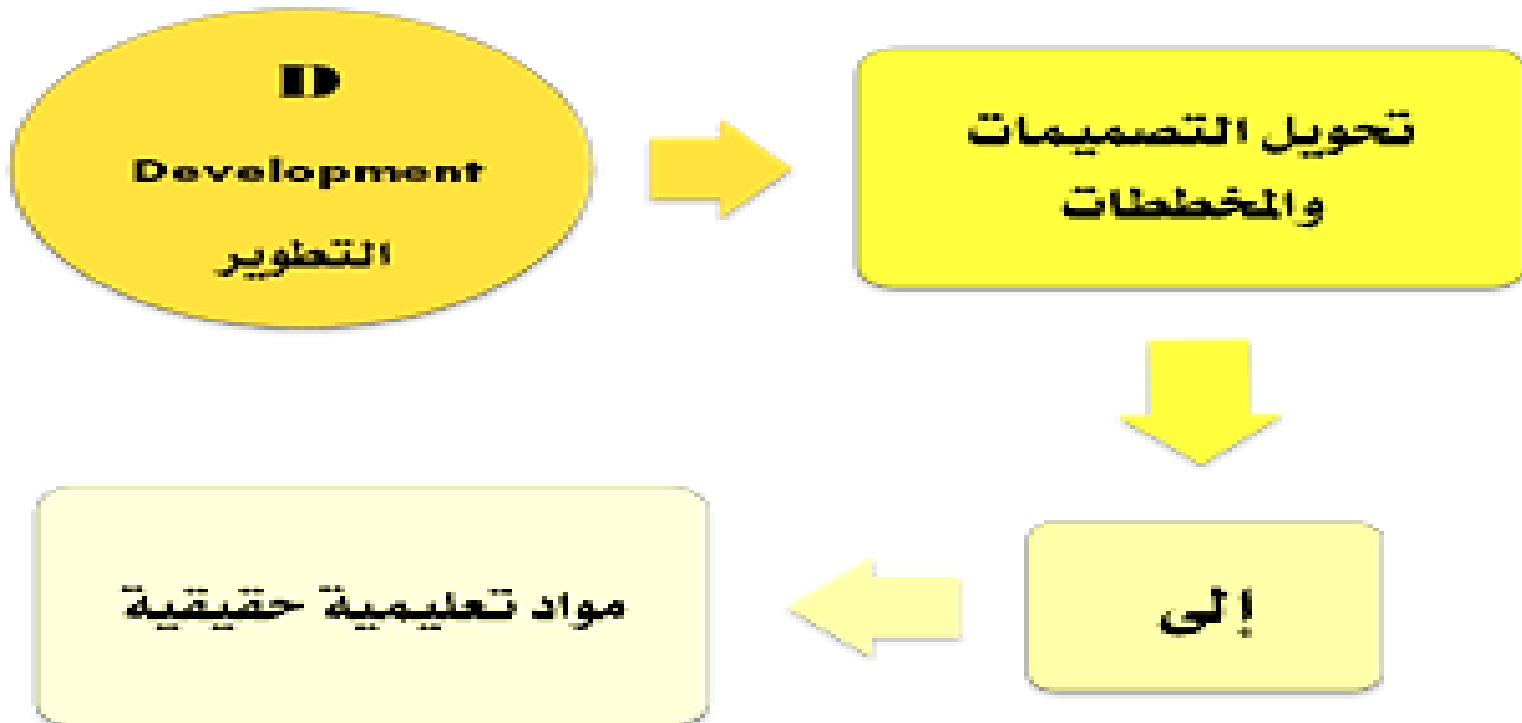 D
Development
التطوير
تحويل التصميمات
والمخططات
إلى
مواد تعليمية حقيقية